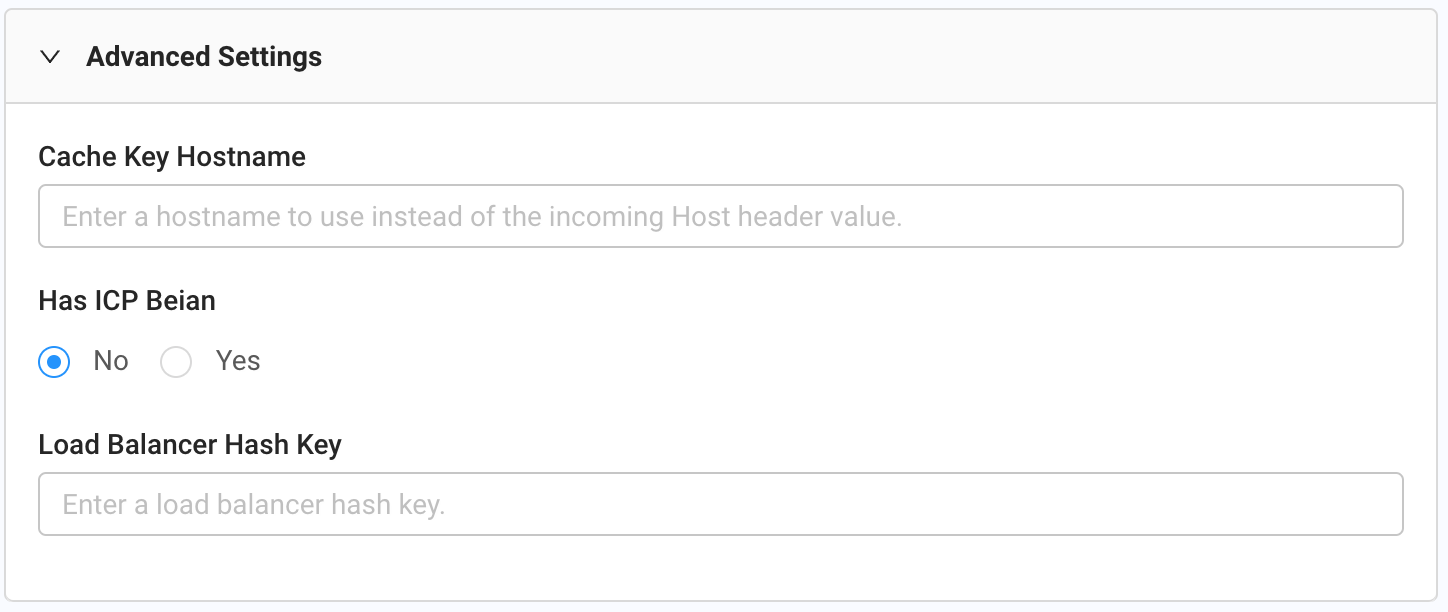 Advanced Settings
Cache Key Hostname
Enter a hostname to use instead of the incoming Host header value.
Has ICP Beian
No Yes
Load Balancer Hash Key
Enter a load balancer hash key.